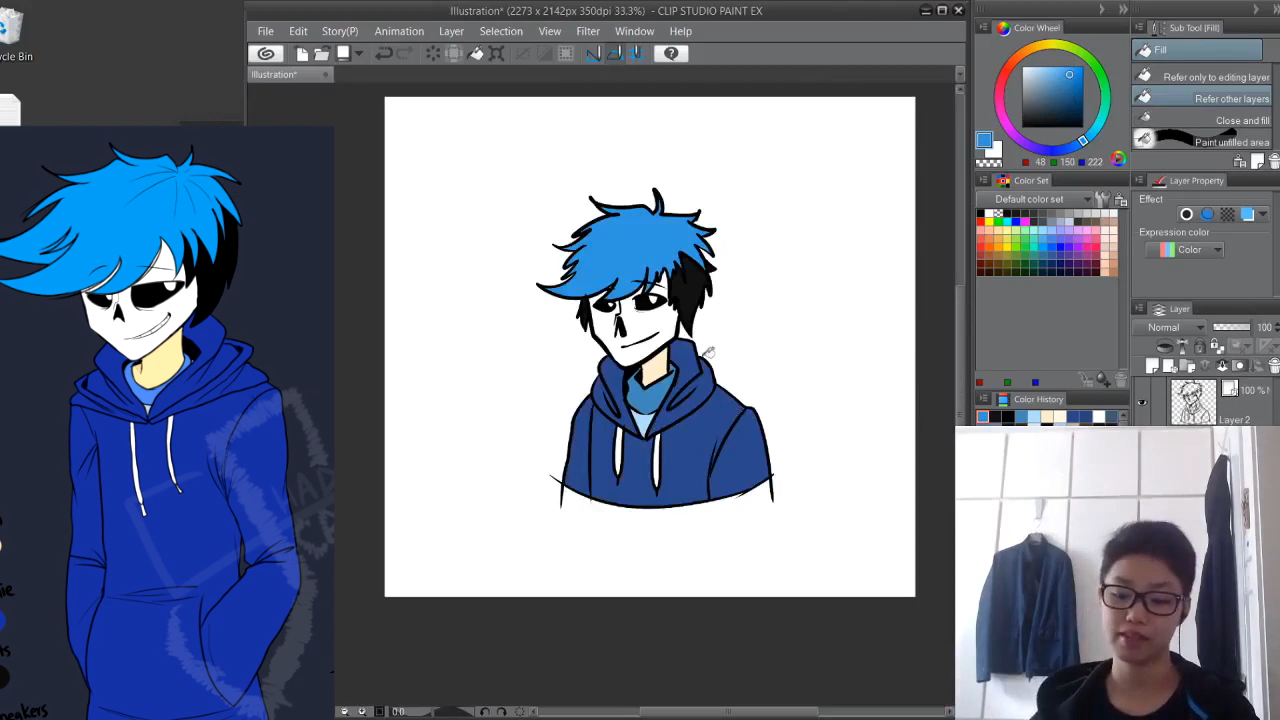 Illustration* (2273 x 2142px 350dpi 33.3%) - CLIP STUDIO PAINT EX
File Edit Story(P) Animation Layer Selection View Filter Window Help
Illustration*
Color Wheel
48 150 222
Color Set
Default color set
Color History
Sub Tool [Fill]
Fill
Refer only to editing layer
Refer other layers
Close and fill
Paint unfilled area
Layer Property
Effect
Expression color
Color
Layer
Normal 100
100 %
Layer 2
cycle Bin
0.0